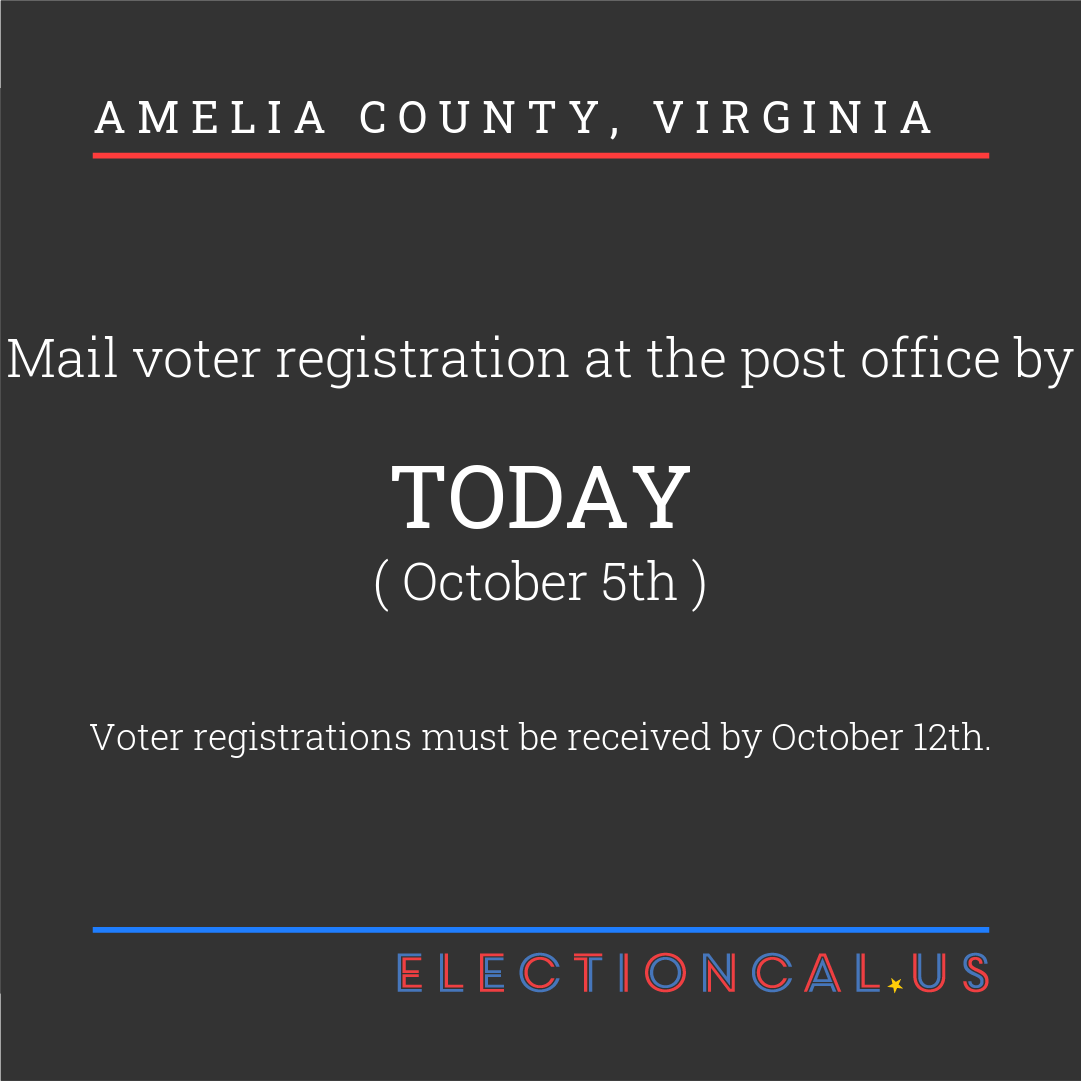 AMELIA COUNTY, VIRGINIA
Mail voter registration at the post office by
TODAY
( October 5th )
Voter registrations must be received by October 12th.
ELECTIONCAL.US